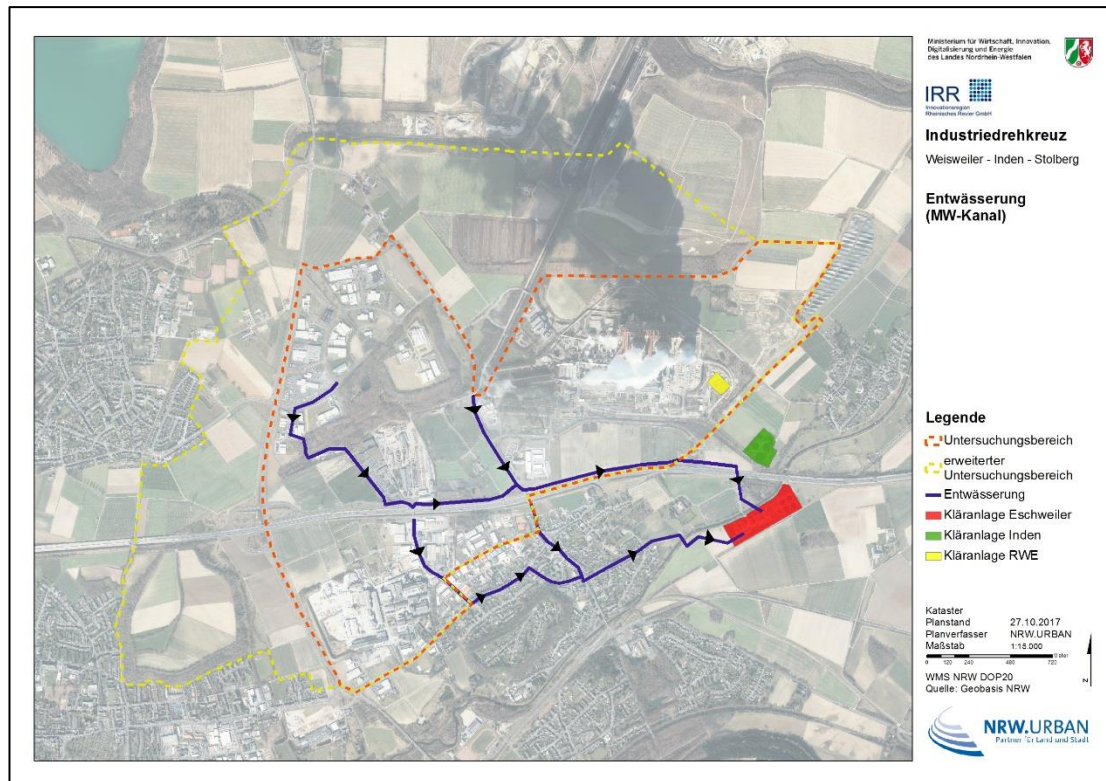 Ministerium für Wirtschaft, Innovation,
Digitalisierung und Energie
des Landes Nordrhein-Westfalen
IRR
Innovationsregion
Rheinisches Revier GmbH
Industriedrehkreuz
Weisweiler - Inden - Stolberg
Entwässerung
(MW-Kanal)
Legende
Untersuchungsbereich
erweiterter
Untersuchungsbereich
Entwässerung
Kläranlage Eschweiler
Kläranlage Inden
Kläranlage RWE
Kataster
Planstand 27.10.2017
Planverfasser NRW.URBAN
Maßstab 1:15.000
0 120 240 480 720
WMS NRW DOP20
Quelle: Geobasis NRW
N
NRW.URBAN
Partner für Land und Stadt